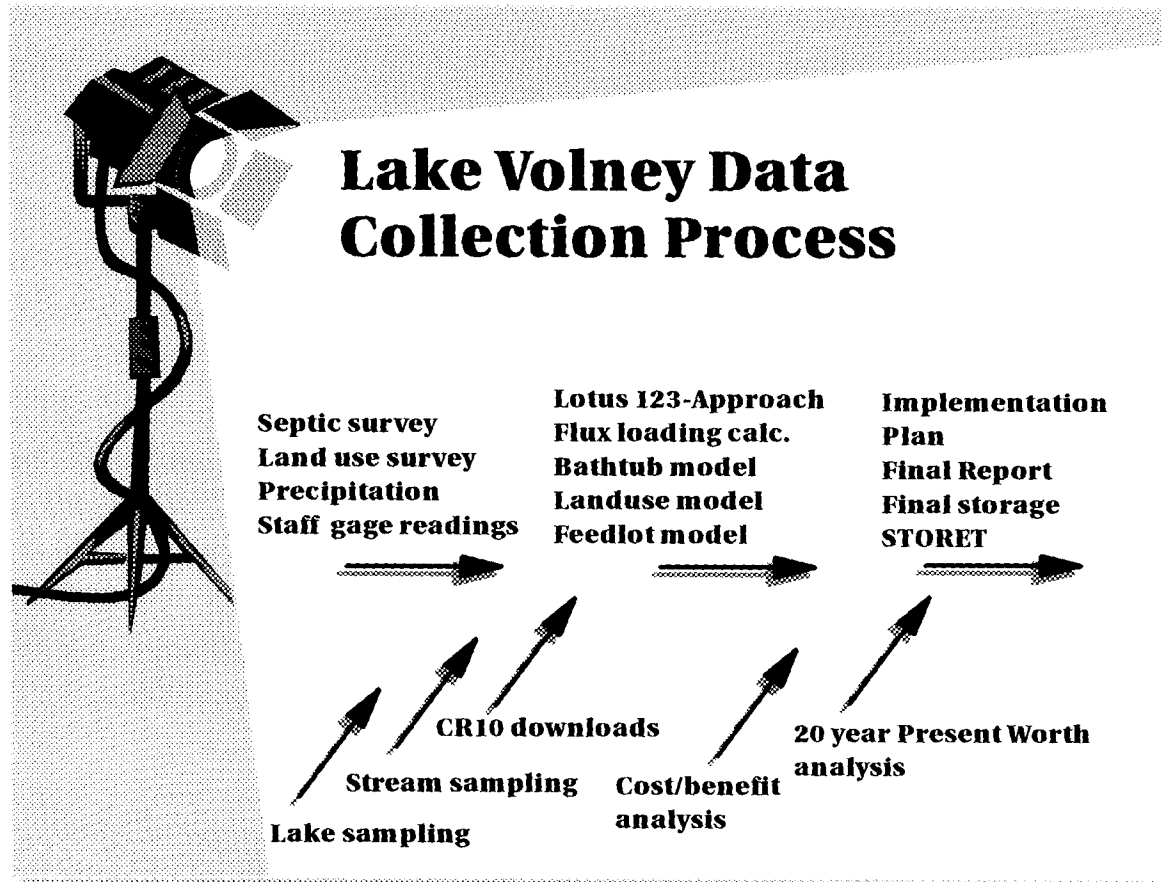 Lake Volney Data
Collection Process
Septic survey
Land use survey
Precipitation
Staff gage readings
Lotus 123-Approach
Flux loading calc.
Bathtub model
Landuse model
Feedlot model
Implementation
Plan
Final Report
Final storage
STORET
CR10 downloads
Stream sampling
Lake sampling
Cost/benefit
analysis
20 year Present Worth
analysis